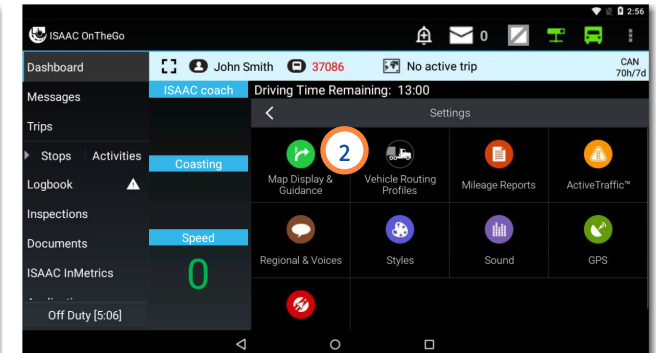 2:56
ISAAC OnTheGo
0
Dashboard
John Smith
37086
No active trip
CAN
70h/7d
Messages
ISAAC coach
Driving Time Remaining: 13:00
Trips
Settings
Stops
Activities
Coasting
2
Map Display &
Guidance
Vehicle Routing
Profiles
Mileage Reports
ActiveTraffic™
Logbook
Inspections
Documents
Speed
0
ISAAC InMetrics
Regional & Voices
Styles
Sound
GPS
Off Duty [5:06]